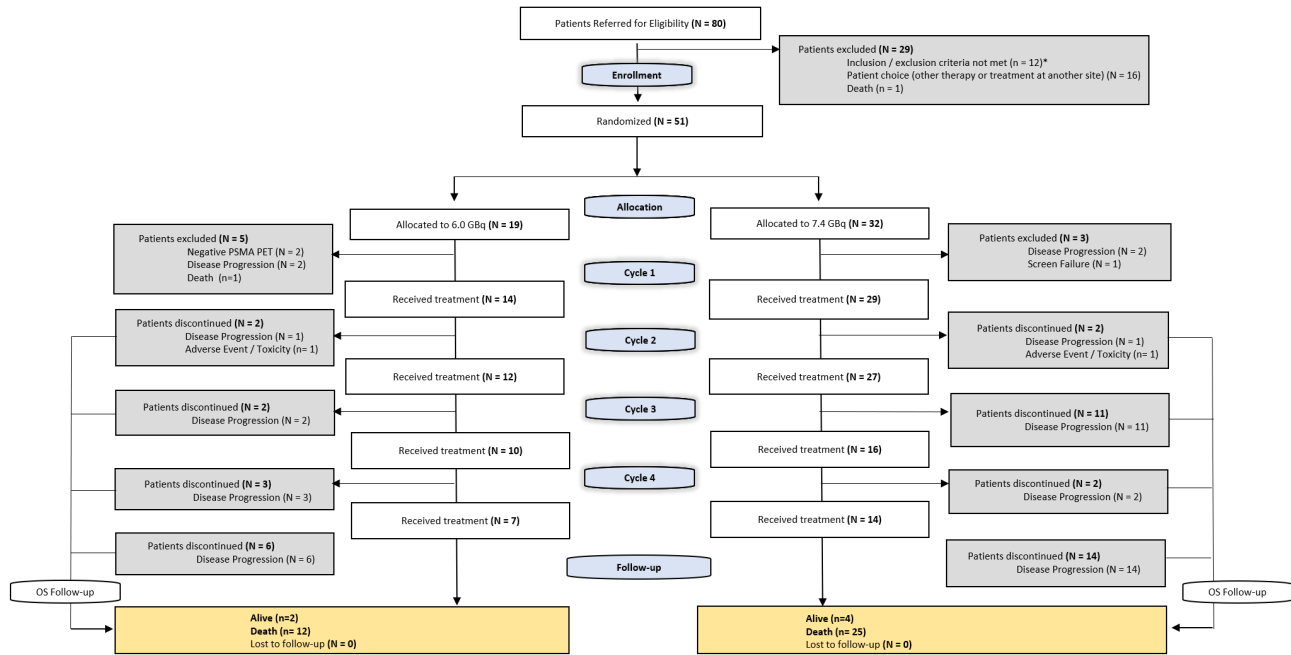 Patients Referred for Eligibility (N = 80)
Patients excluded (N = 29)
Inclusion / exclusion criteria not met (n = 12)*
Patient choice (other therapy or treatment at another site) (N = 16)
Death (n = 1)
Enrollment
Randomized (N = 51)
Allocation
Allocated to 6.0 GBq (N = 19)
Allocated to 7.4 GBq (N = 32)
Patients excluded (N = 5)
Negative PSMA PET (N = 2)
Disease Progression (N = 2)
Death (n=1)
Patients excluded (N = 3)
Disease Progression (N = 2)
Screen Failure (N = 1)
Cycle 1
Received treatment (N = 14)
Received treatment (N = 29)
Patients discontinued (N = 2)
Disease Progression (N = 1)
Adverse Event / Toxicity (n= 1)
Patients discontinued (N = 2)
Disease Progression (N = 1)
Adverse Event / Toxicity (n= 1)
Cycle 2
Received treatment (N = 12)
Received treatment (N = 27)
Patients discontinued (N = 2)
Disease Progression (N = 2)
Patients discontinued (N = 11)
Disease Progression (N = 11)
Cycle 3
Received treatment (N = 10)
Received treatment (N = 16)
Patients discontinued (N = 3)
Disease Progression (N = 3)
Patients discontinued (N = 2)
Disease Progression (N = 2)
Cycle 4
Received treatment (N = 7)
Received treatment (N = 14)
Patients discontinued (N = 6)
Disease Progression (N = 6)
Patients discontinued (N = 14)
Disease Progression (N = 14)
Follow-up
OS Follow-up
OS Follow-up
Alive (n=2)
Death (n= 12)
Lost to follow-up (N = 0)
Alive (n=4)
Death (n= 25)
Lost to follow-up (N = 0)